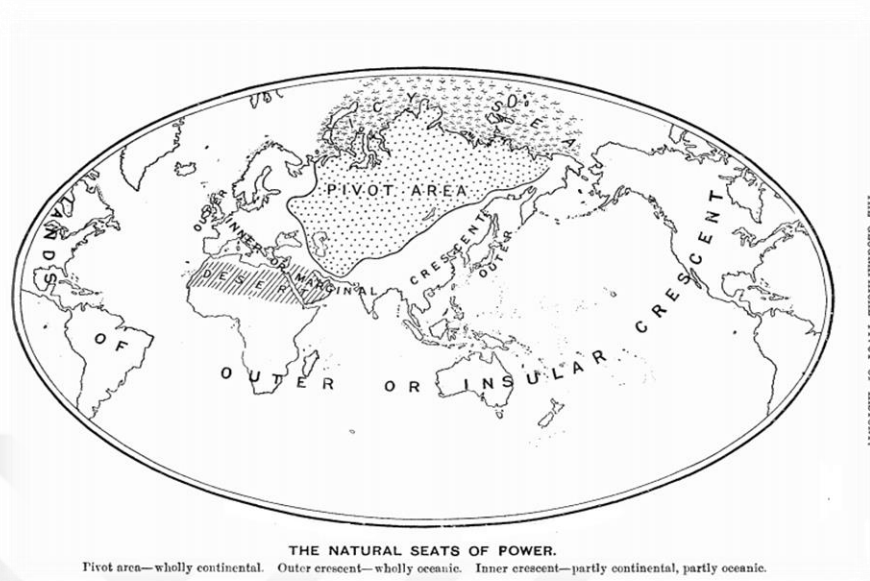 ICY SEA
PIVOT AREA
LANDS
OF
OUTER
INNER OR MARGINAL CRESCENT
OUTER
DESERT
OUTER OR INSULAR CRESCENT
THE NATURAL SEATS OF POWER.
Pivot area—wholly continental. Outer crescent—wholly oceanic. Inner crescent—partly continental, partly oceanic.